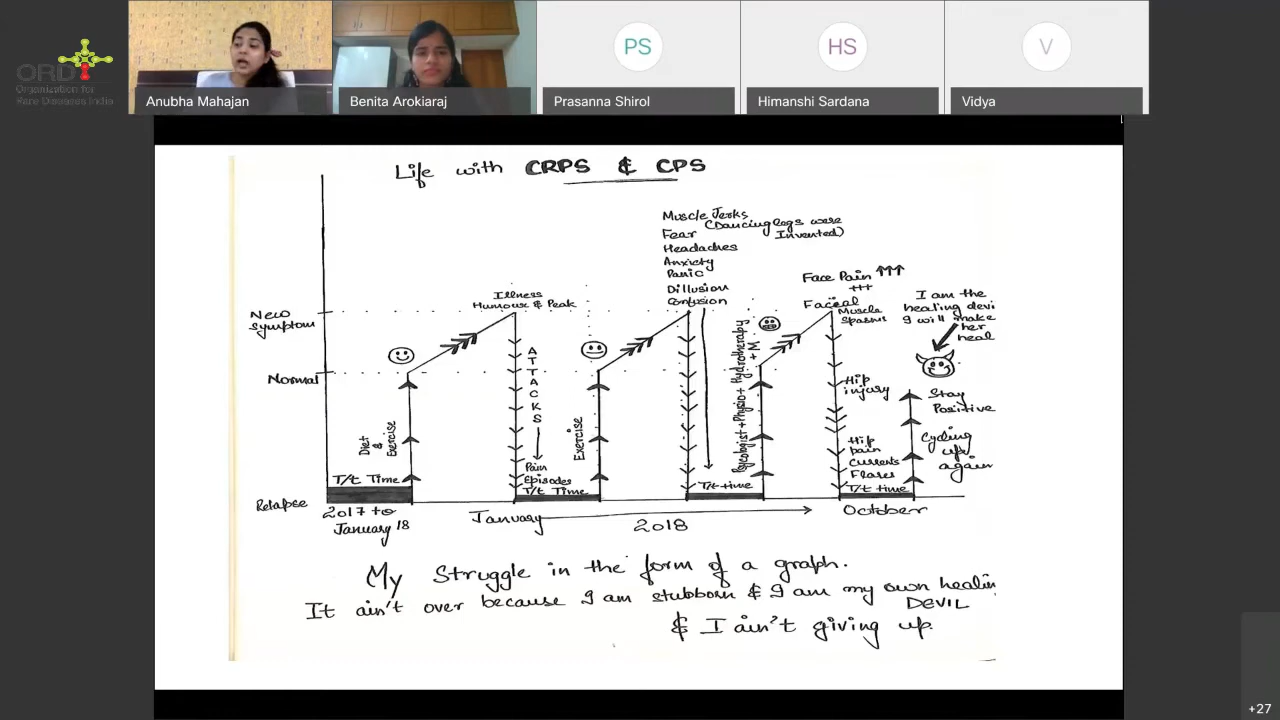 ORDI
Organization for
Rare Diseases India
Anubha Mahajan
Benita Arokiaraj
PS
Prasanna Shirol
HS
Himanshi Sardana
V
Vidya
Life with CRPS & CPS
Muscle Jerks
(Dancing legs were
Invented)
Fear
Headaches
Anxiety
Panic
Dillusion
Confusion
Face Pain ↑↑↑
+++
Facial
Muscle
Spasms
I am the
healing devi
I will make
her
heal
Illness
Humour & Peak
New
Symptom
Normal
Relapse
Diet
&
Exercise
T/t Time
ATTACKS
Pain
Episodes
T/t Time
Exercise
T/t time
Psycologist + Physio + Hydrotherapy
+ M
Hip
injury
Hip
pain
Currents
Flares
T/t time
Stay
Positive
Cycling
up
again
2017 to
January 18
January
2018
October
My Struggle in the form of a graph.
It ain't over because I am stubborn & I am my own healin
DEVIL
& I ain't giving up.
+27